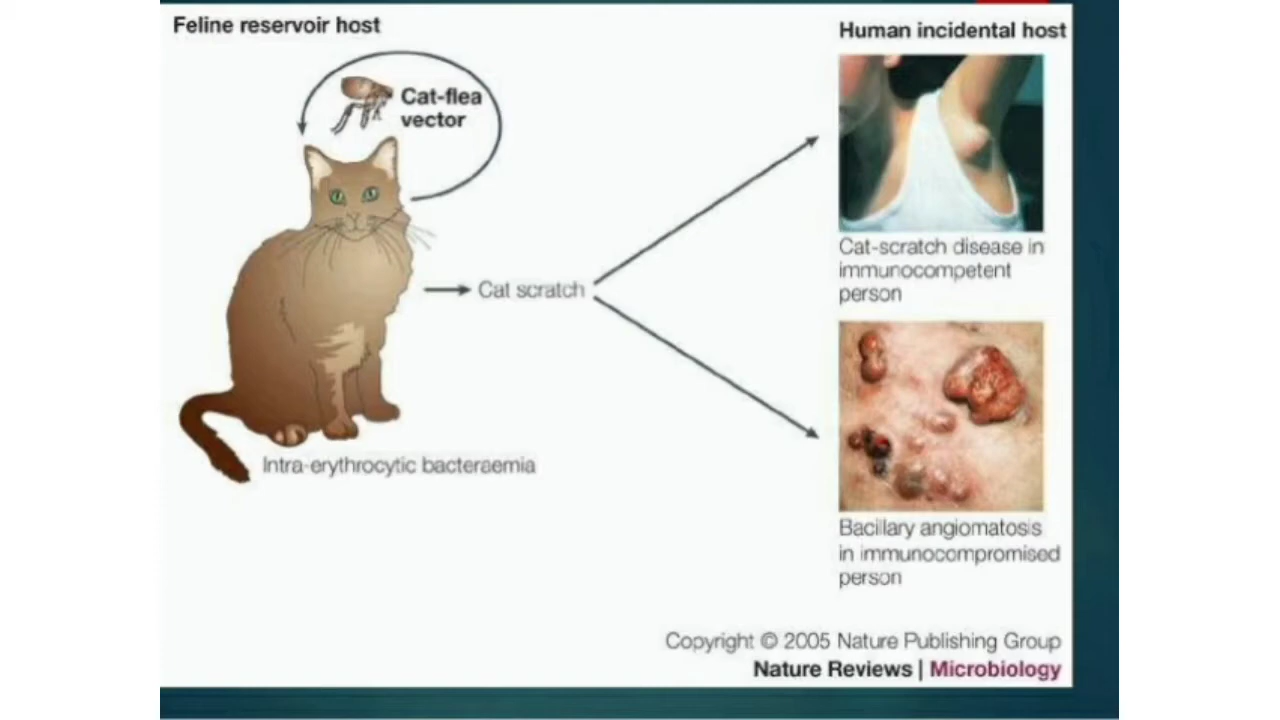 Feline reservoir host
Human incidental host
Cat-flea
vector
Cat scratch
Intra-erythrocytic bacteraemia
Cat-scratch disease in
immunocompetent
person
Bacillary angiomatosis
in immunocompromised
person
Copyright © 2005 Nature Publishing Group
Nature Reviews | Microbiology